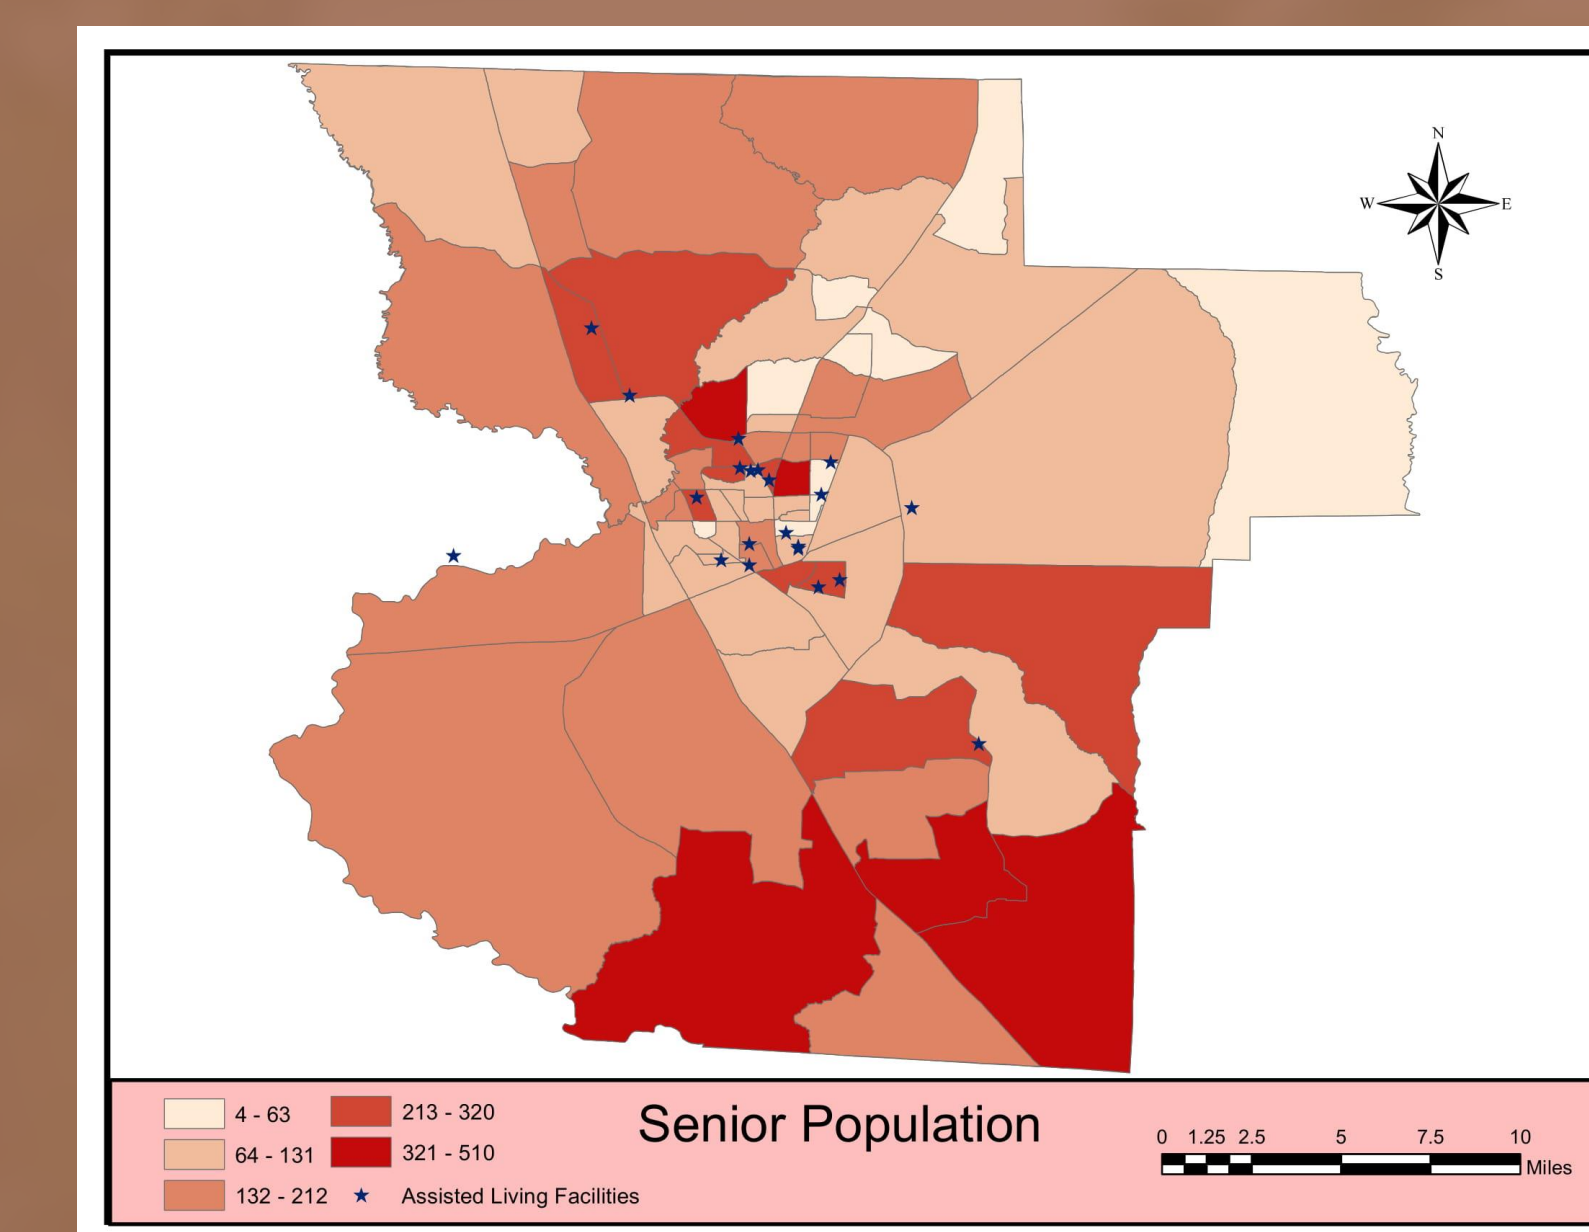 N
W E
S
4 - 63
64 - 131
132 - 212
213 - 320
321 - 510
Assisted Living Facilities
Senior Population
0 1.25 2.5 5 7.5 10
Miles